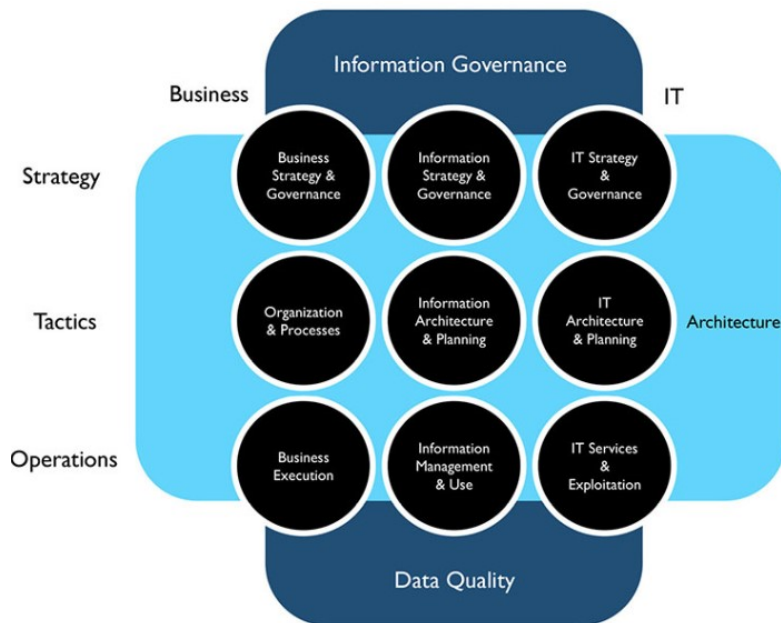 Information Governance
Business
IT
Strategy
Business
Strategy &
Governance
Information
Strategy &
Governance
IT Strategy
&
Governance
Tactics
Organization
& Processes
Information
Architecture
& Planning
IT
Architecture
& Planning
Architecture
Operations
Business
Execution
Information
Management
& Use
IT Services
&
Exploitation
Data Quality